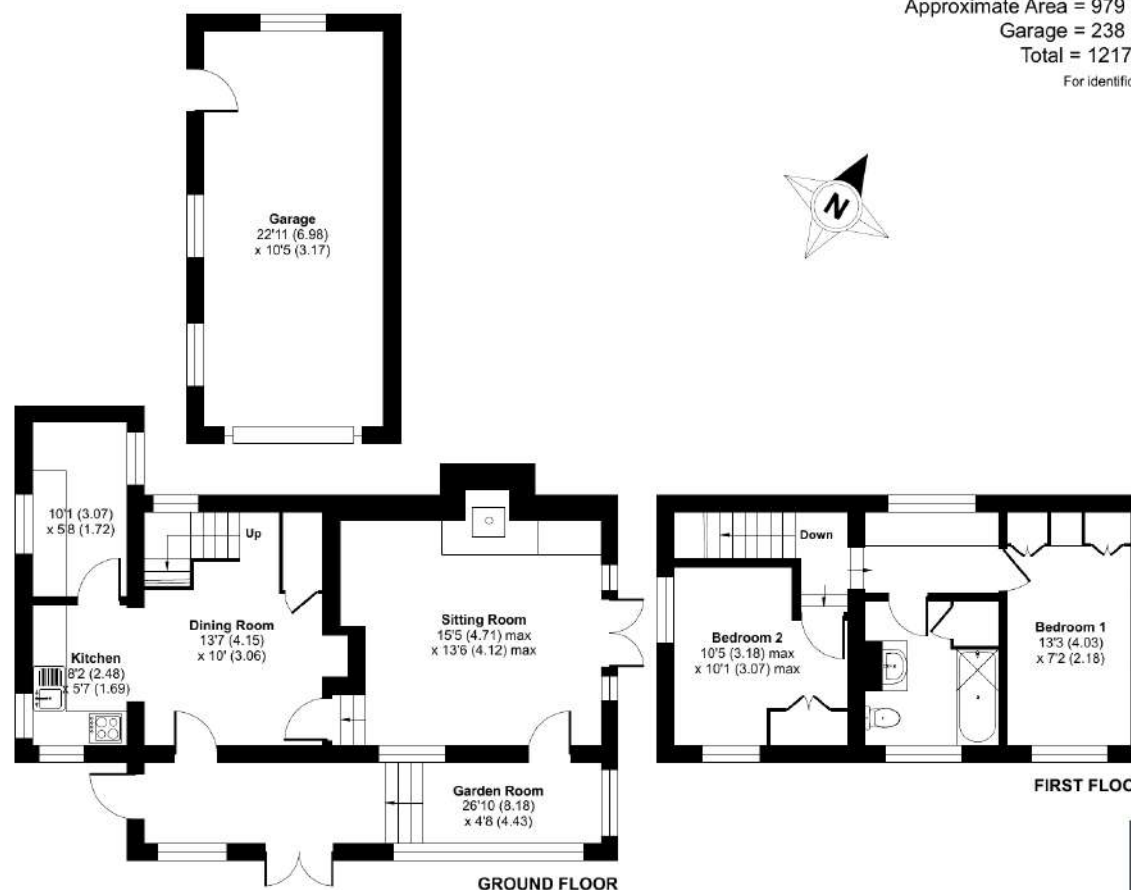 Approximate Area = 979
Garage = 238
Total = 1217
For identific
Garage
22'11 (6.98)
x 10'5 (3.17)
N
10'1 (3.07)
x 5'8 (1.72)
Up
Dining Room
13'7 (4.15)
x 10' (3.06)
Kitchen
8'2 (2.48)
x 5'7 (1.69)
Sitting Room
15'5 (4.71) max
x 13'6 (4.12) max
Garden Room
26'10 (8.18)
x 4'8 (4.43)
GROUND FLOOR
Down
Bedroom 2
10'5 (3.18) max
x 10'1 (3.07) max
Bedroom 1
13'3 (4.03)
x 7'2 (2.18)
FIRST FLOO